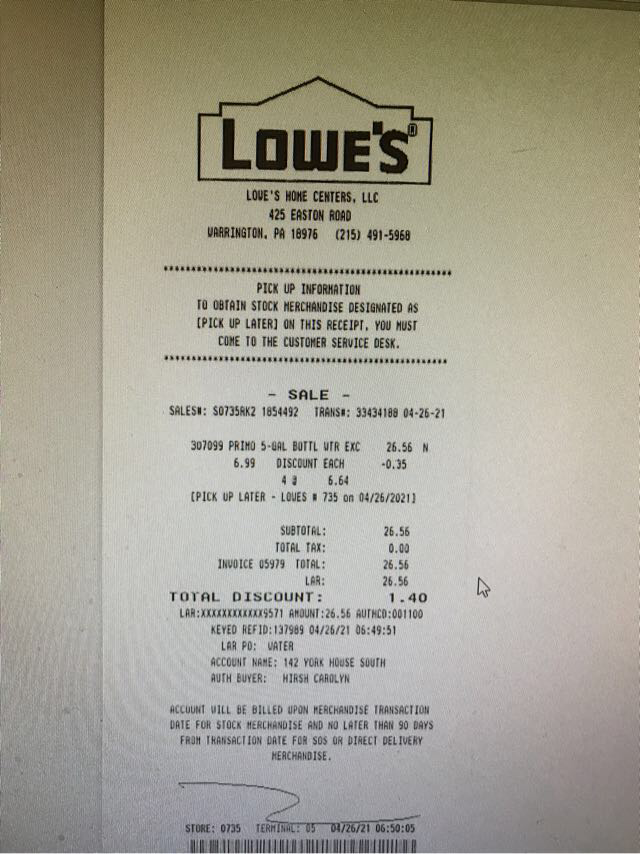 LOWE'S®
LOWE'S HOME CENTERS, LLC
425 EASTON ROAD
WARRINGTON, PA 18976 (215) 491-5968
****************************************************
PICK UP INFORMATION
TO OBTAIN STOCK MERCHANDISE DESIGNATED AS
[PICK UP LATER] ON THIS RECEIPT, YOU MUST
COME TO THE CUSTOMER SERVICE DESK.
****************************************************
- SALE -
SALES#: S0735RK2 1854492 TRANS#: 33434188 04-26-21
307099 PRIMO 5-GAL BOTTL WTR EXC 26.56 N
6.99 DISCOUNT EACH -0.35
4 @ 6.64
[PICK UP LATER - LOWES # 735 on 04/26/2021]
SUBTOTAL: 26.56
TOTAL TAX: 0.00
INVOICE 05979 TOTAL: 26.56
LAR: 26.56
TOTAL DISCOUNT: 1.40
LAR:XXXXXXXXXXXX9571 AMOUNT:26.56 AUTHCD:001100
KEYED REFID:137989 04/26/21 06:49:51
LAR PO: WATER
ACCOUNT NAME: 142 YORK HOUSE SOUTH
AUTH BUYER: HIRSH CAROLYN
ACCOUNT WILL BE BILLED UPON MERCHANDISE TRANSACTION
DATE FOR STOCK MERCHANDISE AND NO LATER THAN 90 DAYS
FROM TRANSACTION DATE FOR SOS OR DIRECT DELIVERY
MERCHANDISE.
STORE: 0735 TERMINAL: 05 04/26/21 06:50:05